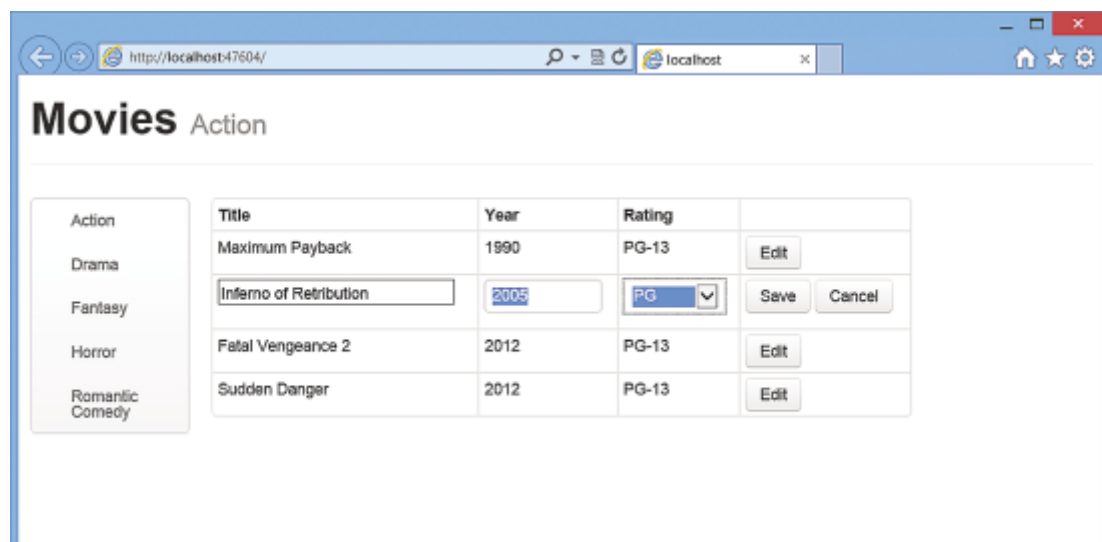 http://localhost:47604/
localhost
Movies Action
Action
Drama
Fantasy
Horror
Romantic
Comedy
Title Year Rating
Maximum Payback 1990 PG-13 Edit
Inferno of Retribution 2005 PG Save Cancel
Fatal Vengeance 2 2012 PG-13 Edit
Sudden Danger 2012 PG-13 Edit